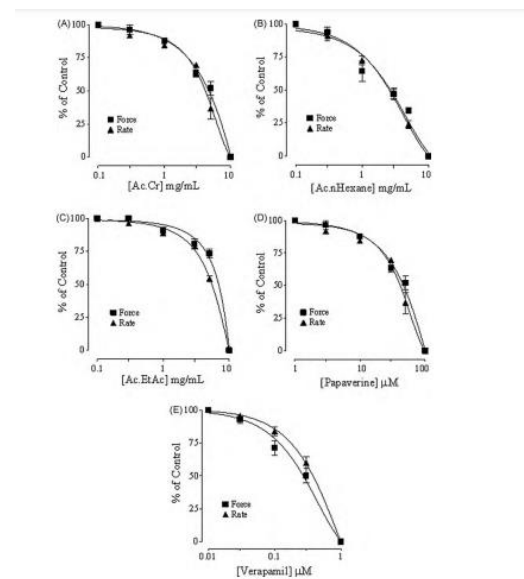 (A) 100
75
50
25
0
% of Control
Force
Rate
0.1 1 10
[Ac.Cr] mg/mL
(B) 100
75
50
25
0
% of Control
Force
Rate
0.1 1 10
[Ac.nHexane] mg/mL
(C) 100
75
50
25
0
% of Control
Force
Rate
0.1 1 10
[Ac.EtAc] mg/mL
(D) 100
75
50
25
0
% of Control
Force
Rate
1 10 100
[Papaverine] µM
(E) 100
75
50
25
0
% of Control
Force
Rate
0.01 0.1 1
[Verapamil] µM